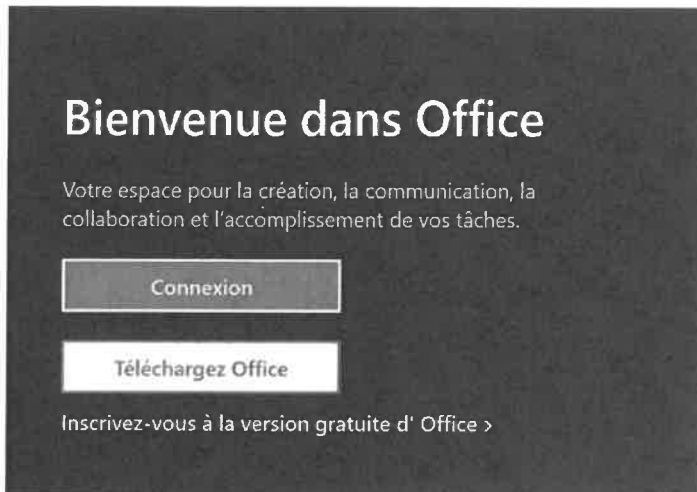 Bienvenue dans Office
Votre espace pour la création, la communication, la
collaboration et l'accomplissement de vos tâches.
Connexion
Téléchargez Office
Inscrivez-vous à la version gratuite d' Office >